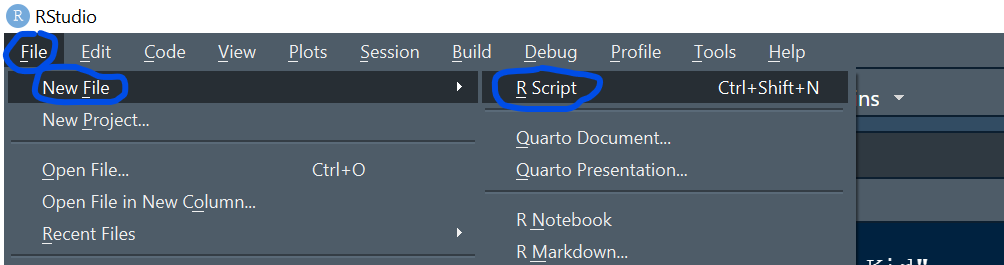 R RStudio
File Edit Code View Plots Session Build Debug Profile Tools Help
New File
New Project...
Open File... Ctrl+O
Open File in New Column...
Recent Files
R Script Ctrl+Shift+N
Quarto Document...
Quarto Presentation...
R Notebook
R Markdown...